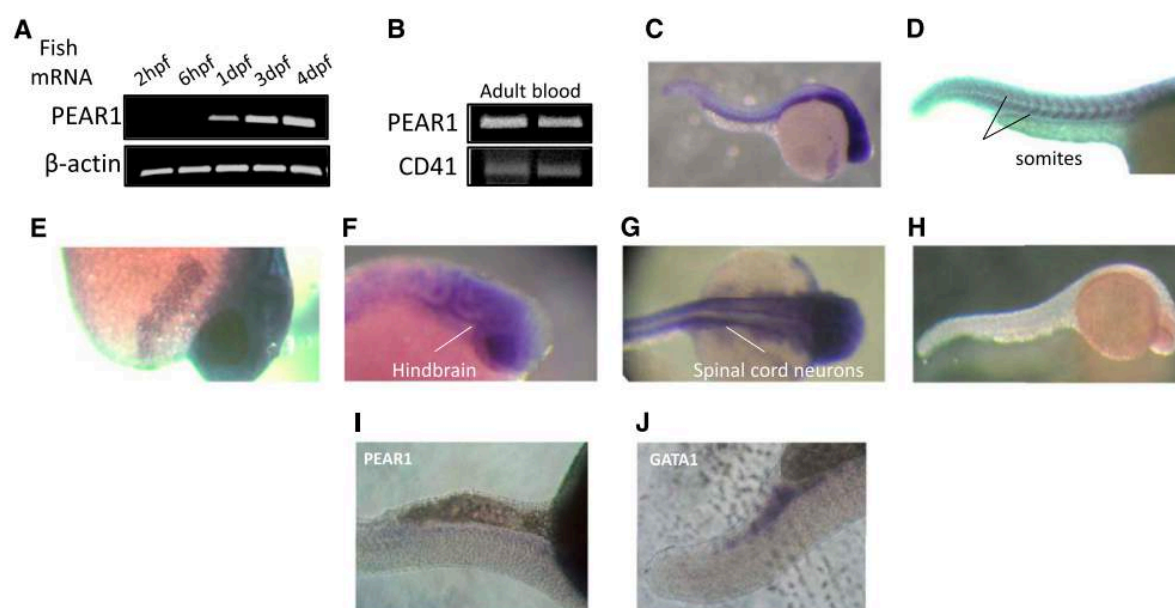 A
Fish
mRNA
2hpf
6hpf
1dpf
3dpf
4dpf
PEAR1
β-actin
B
Adult blood
PEAR1
CD41
C
D
somites
E
F
Hindbrain
G
Spinal cord neurons
H
I
PEAR1
J
GATA1